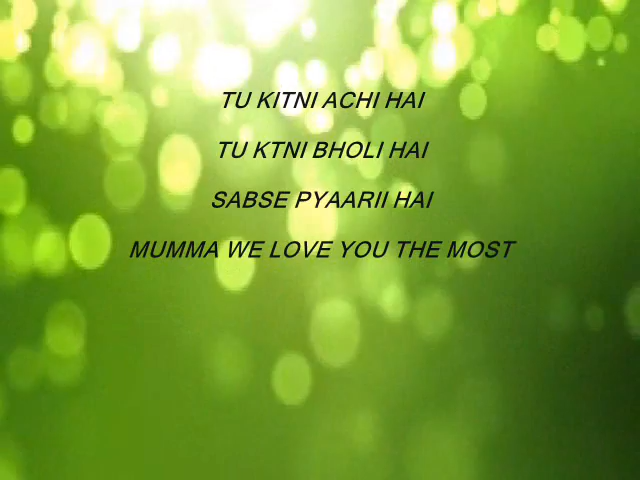 TU KITNI ACHI HAI
TU KTNI BHOLI HAI
SABSE PYAARII HAI
MUMMA WE LOVE YOU THE MOST